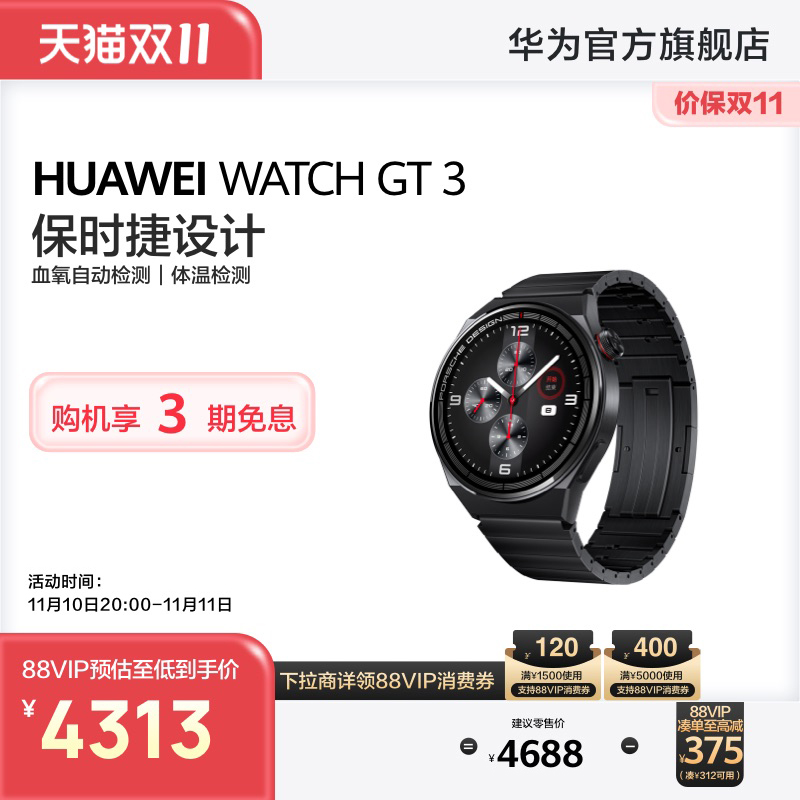 天猫双11
华为官方旗舰店
价保双11
HUAWEI WATCH GT 3
保时捷设计
血氧自动检测 | 体温检测
购机享 3 期免息
PORSCHE DESIGN
12
3
9
6
8
活动时间：
11月10日20:00-11月11日
88VIP预估至低到手价
¥4313
下拉商详领88VIP消费券
¥120
满¥1500使用
支持88VIP消费券
¥400
满¥5000使用
支持88VIP消费券
=
建议零售价
¥4688
-
88VIP
凑单至高减
¥375
(凑¥312可用)